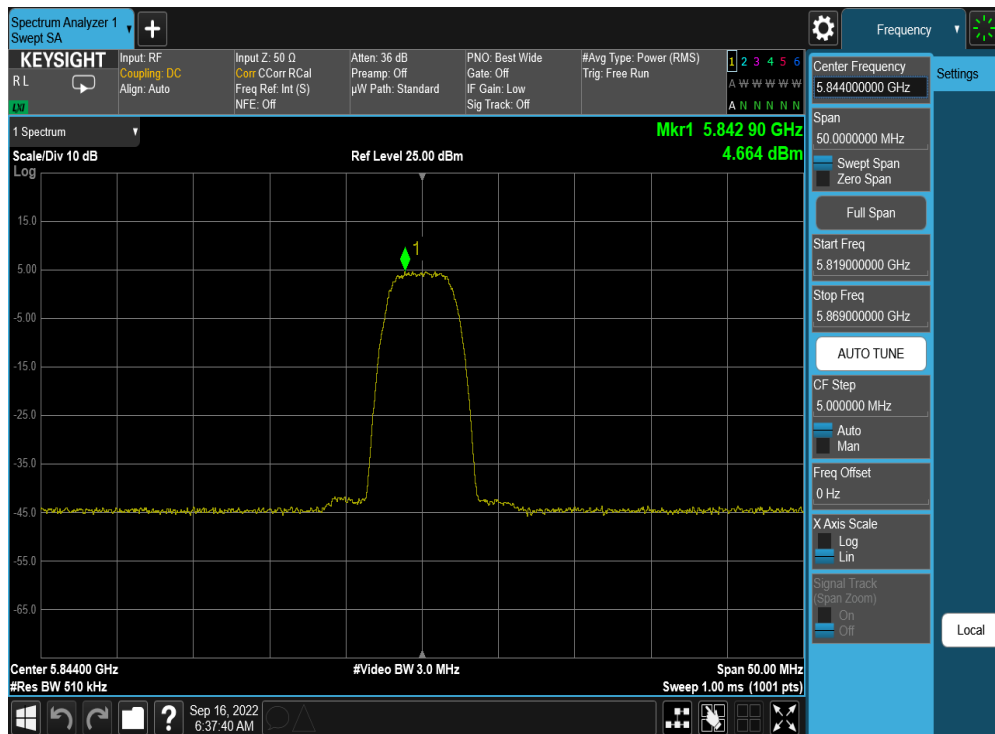 Spectrum Analyzer 1
Swept SA
Frequency
KEYSIGHT
R L
LXI
Input: RF
Coupling: DC
Align: Auto
Input Z: 50 Ω
Corr CCorr RCal
Freq Ref: Int (S)
NFE: Off
Atten: 36 dB
Preamp: Off
µW Path: Standard
PNO: Best Wide
Gate: Off
IF Gain: Low
Sig Track: Off
#Avg Type: Power (RMS)
Trig: Free Run
1 2 3 4 5 6
A W W W W W
A N N N N N
1 Spectrum
Mkr1 5.842 90 GHz
4.664 dBm
Scale/Div 10 dB
Ref Level 25.00 dBm
Log
1
15.0
5.00
-5.00
-15.0
-25.0
-35.0
-45.0
-55.0
-65.0
Center 5.84400 GHz
#Video BW 3.0 MHz
Span 50.00 MHz
#Res BW 510 kHz
Sweep 1.00 ms (1001 pts)
Center Frequency
5.844000000 GHz
Settings
Span
50.0000000 MHz
Swept Span
Zero Span
Full Span
Start Freq
5.819000000 GHz
Stop Freq
5.869000000 GHz
AUTO TUNE
CF Step
5.000000 MHz
Auto
Man
Freq Offset
0 Hz
X Axis Scale
Log
Lin
Signal Track
(Span Zoom)
On
Off
Local
?
Sep 16, 2022
6:37:40 AM